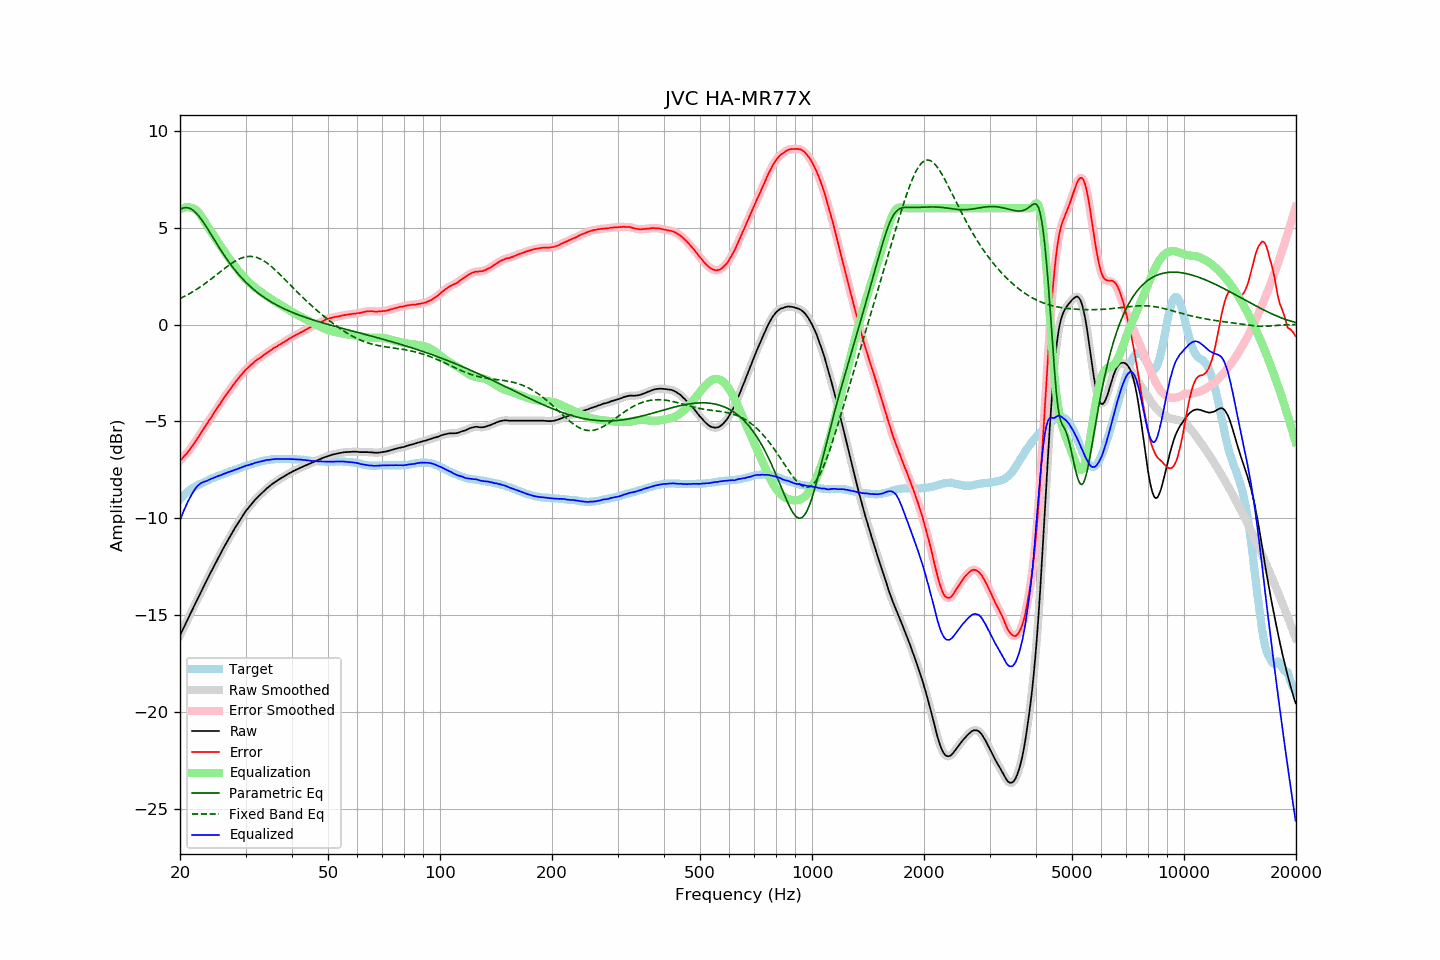 JVC HA-MR77X
10
5
0
−5
−10
−15
−20
−25
Amplitude (dBr)
Target
Raw Smoothed
Error Smoothed
Raw
Error
Equalization
Parametric Eq
Fixed Band Eq
Equalized
20 50 100 200 500 1000 2000 5000 10000 20000
Frequency (Hz)